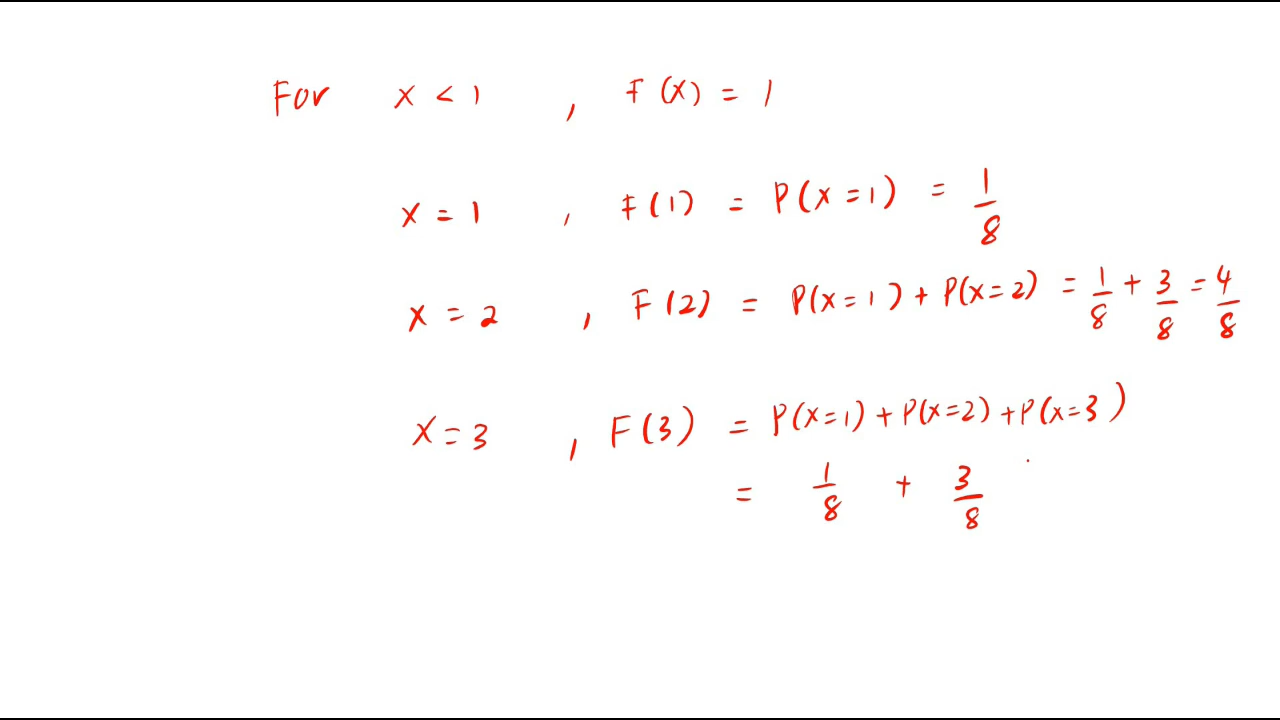 For x < 1 , F(x) = 1
x = 1 , F(1) = P(x=1) = 1/8
x = 2 , F(2) = P(x=1) + P(x=2) = 1/8 + 3/8 = 4/8
x = 3 , F(3) = P(x=1) + P(x=2) + P(x=3)
= 1/8 + 3/8